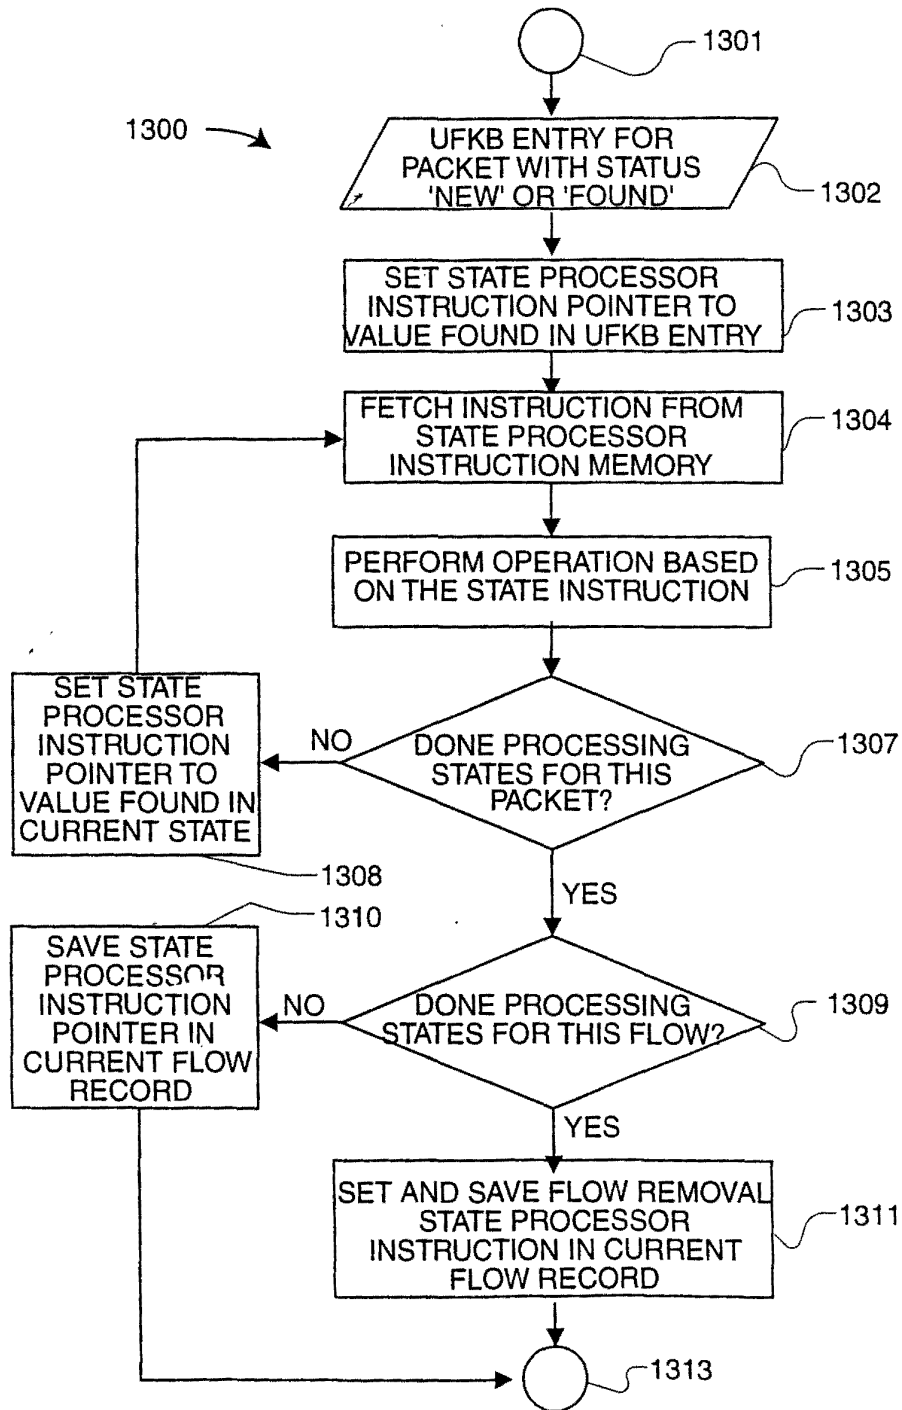 1301
1300
UFKB ENTRY FOR
PACKET WITH STATUS
'NEW' OR 'FOUND'
1302
SET STATE PROCESSOR
INSTRUCTION POINTER TO
VALUE FOUND IN UFKB ENTRY
1303
FETCH INSTRUCTION FROM
STATE PROCESSOR
INSTRUCTION MEMORY
1304
PERFORM OPERATION BASED
ON THE STATE INSTRUCTION
1305
SET STATE
PROCESSOR
INSTRUCTION
POINTER TO
VALUE FOUND IN
CURRENT STATE
1308
NO
DONE PROCESSING
STATES FOR THIS
PACKET?
1307
YES
1310
SAVE STATE
PROCESSOR
INSTRUCTION
POINTER IN
CURRENT FLOW
RECORD
NO
DONE PROCESSING
STATES FOR THIS FLOW?
1309
YES
SET AND SAVE FLOW REMOVAL
STATE PROCESSOR
INSTRUCTION IN CURRENT
FLOW RECORD
1311
1313